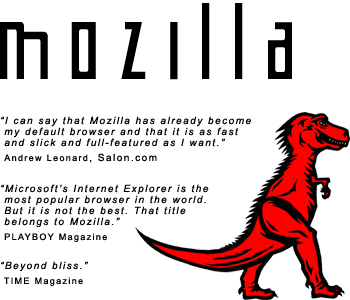 mozilla
“I can say that Mozilla has already become
my default browser and that it is as fast
and slick and full-featured as I want.”
Andrew Leonard, Salon.com
“Microsoft’s Internet Explorer is the
most popular browser in the world.
But it is not the best. That title
belongs to Mozilla.”
PLAYBOY Magazine
“Beyond bliss.”
TIME Magazine